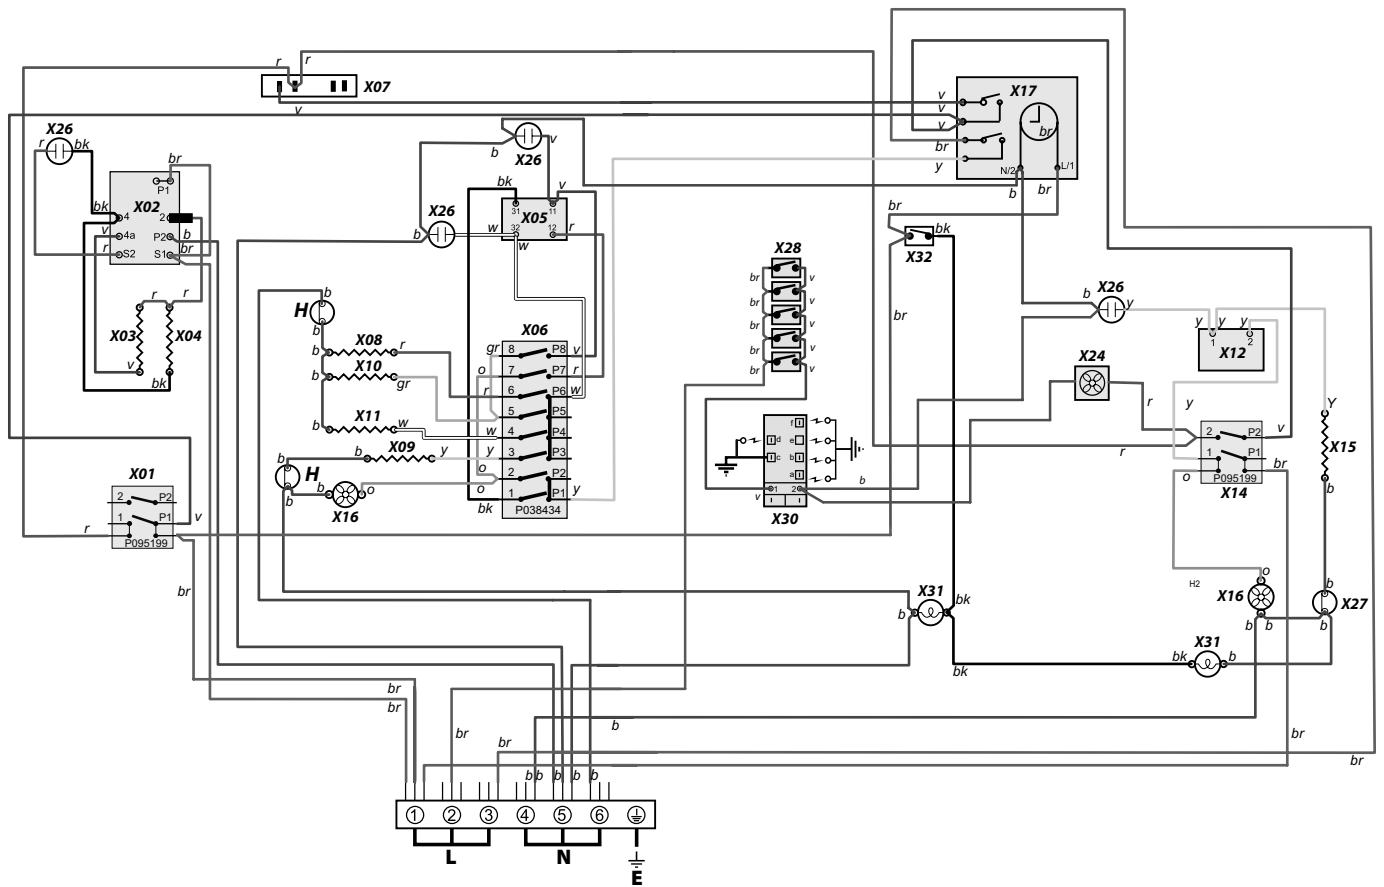 r
r
X07
v
X17
v
v
v
br
br
y
N/2
L/1
b
br
X26
r
bk
br
P1
X02
bk
4
2
v
4a
P2
b
br
r
S2
S1
r
r
X03
X04
v
bk
X26
b
v
bk
v
31
11
X05
X26
32
12
r
b
w
w
br
bk
X32
br
X28
br
v
br
v
br
v
br
v
br
v
X26
b
y
y
y
y
1
2
X12
X24
r
b
H
b
X06
b
X08
r
gr
8
P8
v
o
7
P7
r
b
X10
gr
r
6
P6
w
5
P5
b
X11
w
w
4
P4
b
X09
y
y
3
P3
b
H
o
2
P2
b
o
o
1
P1
y
b
X16
bk
P038434
f
d
e
c
b
a
1
2
v
b
X30
y
r
2
P2
v
1
P1
br
o
P095199
X14
Y
X15
b
X01
2
P2
1
P1
v
r
P095199
br
X31
b
bk
bk
H2
o
X16
b
b
b
X27
b
b
X31
bk
b
br
br
br
br
b
br
br
b
b
b
b
b
1
2
3
4
5
6
L
N
E